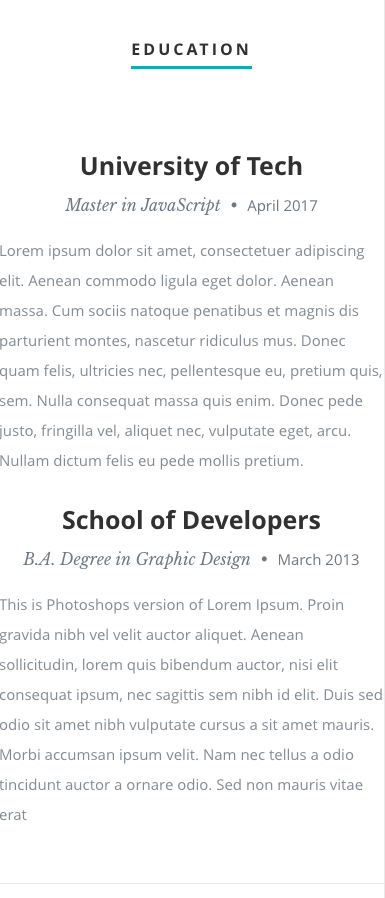 EDUCATION
University of Tech
Master in JavaScript • April 2017
Lorem ipsum dolor sit amet, consectetuer adipiscing
elit. Aenean commodo ligula eget dolor. Aenean
massa. Cum sociis natoque penatibus et magnis dis
parturient montes, nascetur ridiculus mus. Donec
quam felis, ultricies nec, pellentesque eu, pretium quis,
sem. Nulla consequat massa quis enim. Donec pede
justo, fringilla vel, aliquet nec, vulputate eget, arcu.
Nullam dictum felis eu pede mollis pretium.
School of Developers
B.A. Degree in Graphic Design • March 2013
This is Photoshops version of Lorem Ipsum. Proin
gravida nibh vel velit auctor aliquet. Aenean
sollicitudin, lorem quis bibendum auctor, nisi elit
consequat ipsum, nec sagittis sem nibh id elit. Duis sed
odio sit amet nibh vulputate cursus a sit amet mauris.
Morbi accumsan ipsum velit. Nam nec tellus a odio
tincidunt auctor a ornare odio. Sed non mauris vitae
erat